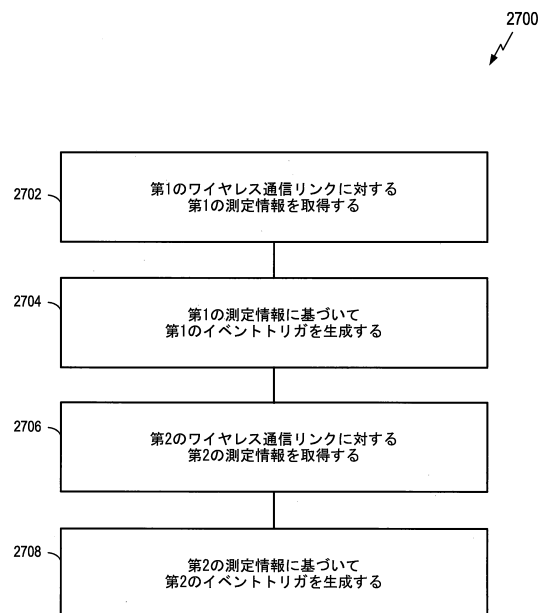 2700
2702
第1のワイヤレス通信リンクに対する
第1の測定情報を取得する
2704
第1の測定情報に基づいて
第1のイベントトリガを生成する
2706
第2のワイヤレス通信リンクに対する
第2の測定情報を取得する
2708
第2の測定情報に基づいて
第2のイベントトリガを生成する